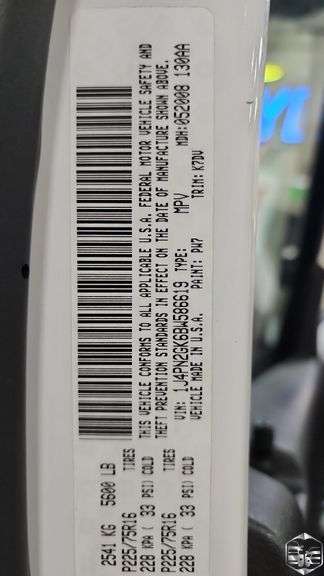 2541 KG 5600 LB
TIRES
P225/75R16
228 KPA ( 33 PSI) COLD
TIRES
P225/75R16
228 KPA ( 33 PSI) COLD
THIS VEHICLE CONFORMS TO ALL APPLICABLE U.S.A. FEDERAL MOTOR VEHICLE SAFETY AND
THEFT PREVENTION STANDARDS IN EFFECT ON THE DATE OF MANUFACTURE SHOWN ABOVE.
VIN: 1J4PN2GK6BW586619 TYPE: MPV MDH:052008 130AA
VEHICLE MADE IN U.S.A. PAINT: PW7 TRIM: K7DV